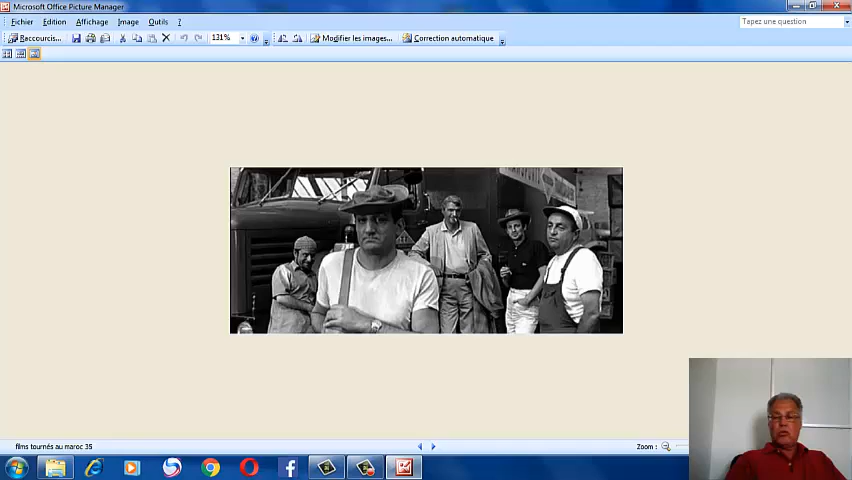 Microsoft Office Picture Manager
Fichier Edition Affichage Image Outils ?
Tapez une question
Raccourcis... 131% Modifier les images... Correction automatique
films tournés au maroc 35
Zoom :